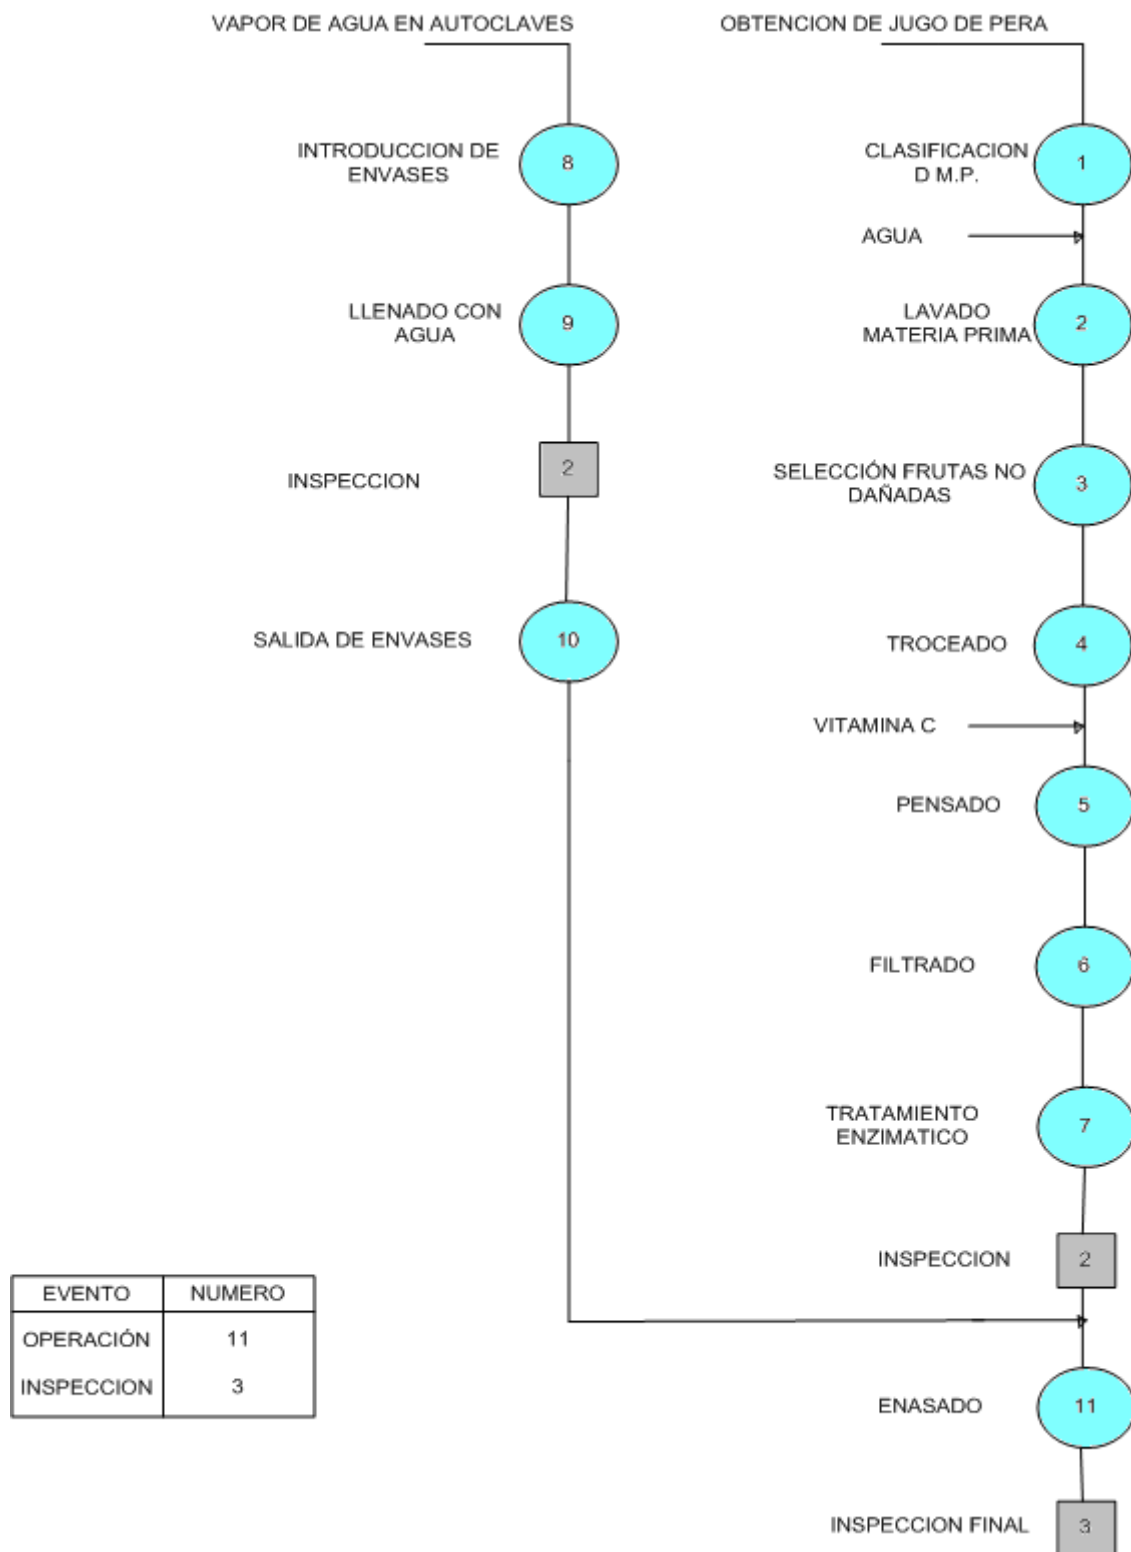 VAPOR DE AGUA EN AUTOCLAVES
OBTENCION DE JUGO DE PERA
INTRODUCCION DE
ENVASES
8
CLASIFICACION
D M.P.
1
AGUA
LLENADO CON
AGUA
9
LAVADO
MATERIA PRIMA
2
INSPECCION
2
SELECCIÓN FRUTAS NO
DAÑADAS
3
SALIDA DE ENVASES
10
TROCEADO
4
VITAMINA C
PENSADO
5
FILTRADO
6
TRATAMIENTO
ENZIMATICO
7
INSPECCION
2
EVENTO NUMERO
OPERACIÓN 11
INSPECCION 3
ENASADO
11
INSPECCION FINAL
3